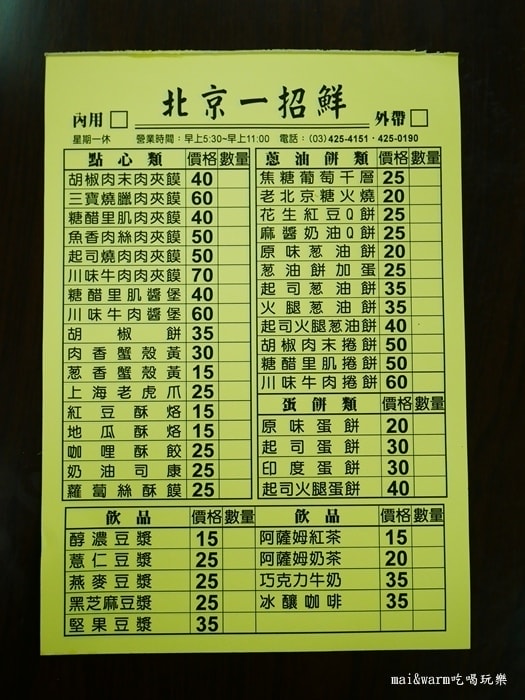 北京一招鮮
內用
外帶
星期一休 營業時間：早上5:30~早上11:00 電話：(03)425-4151．425-0190
點心類 價格 數量
胡椒肉末肉夾饃 40
三寶燒臘肉夾饃 60
糖醋里肌肉夾饃 40
魚香肉絲肉夾饃 50
起司燒肉肉夾饃 50
川味牛肉肉夾饃 70
糖醋里肌醬堡 40
川味牛肉醬堡 60
胡椒餅 35
肉香蟹殼黃 30
蔥香蟹殼黃 15
上海老虎爪 25
紅豆酥烙 15
地瓜酥烙 15
咖哩酥餃 25
奶油司康 25
蘿蔔絲酥饃 25
蔥油餅類 價格 數量
焦糖葡萄千層 25
老北京糖火燒 20
花生紅豆Q餅 25
麻醬奶油Q餅 25
原味蔥油餅 20
蔥油餅加蛋 25
起司蔥油餅 35
火腿蔥油餅 35
起司火腿蔥油餅 40
胡椒肉末捲餅 50
糖醋里肌捲餅 50
川味牛肉捲餅 60
蛋餅類 價格 數量
原味蛋餅 20
起司蛋餅 30
印度蛋餅 30
起司火腿蛋餅 40
飲品 價格 數量
醇濃豆漿 15
薏仁豆漿 25
燕麥豆漿 25
黑芝麻豆漿 25
堅果豆漿 35
飲品 價格 數量
阿薩姆紅茶 15
阿薩姆奶茶 20
巧克力牛奶 35
冰釀咖啡 35
mai&warm吃喝玩樂